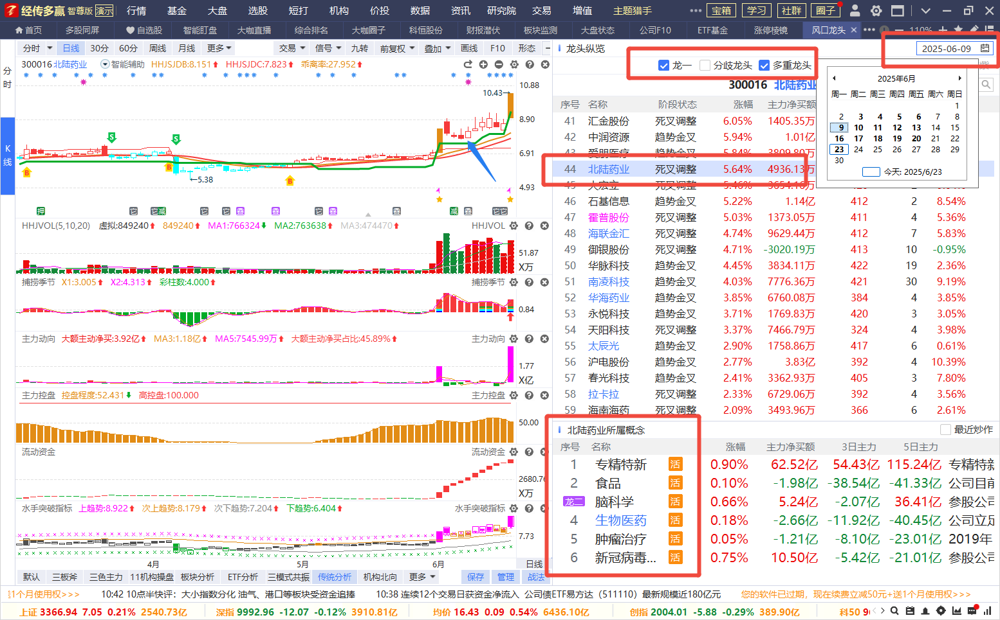 经传多赢 智尊版 演示 行情 基金 大盘 选股 短打 机构 价投 数据 资讯 研究院 交易 增值 主题猎手 宝箱 学习 社群 圈子
首页 多股同屏 自选股 智能盯盘 大咖直播 综合排名 大咖圈子 科恒股份 财报潜伏 板块监测 大盘状态 公司F10 ETF基金 涨停棱镜 风口龙头 110%
分时
K线
分时 日线 30分 60分 周线 月线 更多 交易 信号 九转 前复权 叠加 画线 F10 形态
300016 北陆药业 智能辅助 HHJSJDB:8.151 HHJSJDC:7.823 乖离率:27.952
10.88
10.43
8.90
S S
6.91
B B B
5.38
4.93
押 它 它 减 它 它 叠 叠 它 叠 叠 减 叠 它 它
HHJVOL(5,10,20) 虚拟:849240 849240 MA1:766324 MA2:763638 MA3:474470 HHJVOL
51.87
X万
捕捞季节 X1:3.005 X2:4.313 彩柱数:4.000 捕捞季节
0.84
主力动向 大额主动净买:3.92亿 MA3:1.18亿 MA5:7545.99万 大额主动净买占比:45.89% 主力动向
1.77
X亿
主力控盘 控盘程度:52.431 高控盘:100.000 主力控盘
50.00
流动资金 流动资金
2680.76
X万
水手突破指标 上趋势:8.922 次上趋势:8.179 次下趋势:7.204 下趋势:6.404 水手突破指标
7.73
4月 5月 6月 日线
默认 三板斧 三色主力 11机构操盘 板块分析 ETF分析 三模式共振 传统分析 机构北向 更多 保存 管理 战法
龙头纵览 2025-06-09
龙一 分歧龙头 多重龙头
300016 北陆药业
序号 名称 阶段状态 涨幅 主力净买额
41 汇金股份 死叉调整 6.05% 1405.35万
42 中润资源 趋势金叉 5.94% 1.01亿
43 爱朋医疗 趋势金叉 5.84% 3809.80万
44 北陆药业 死叉调整 5.64% 4936.13万
45 大宏立 死叉调整 5.46% 3654.16万
46 石基信息 死叉调整 5.22% 1.14亿 412 2 8.54%
47 霍普股份 死叉调整 5.03% 1373.05万 411 4 5.36%
48 海联金汇 死叉调整 4.74% 9629.44万 412 7 5.83%
49 御银股份 死叉调整 4.71% -3020.19万 413 10 -0.95%
50 华脉科技 趋势金叉 4.45% 3834.11万 422 19 2.36%
51 南凌科技 趋势金叉 4.03% 7776.36万 421 30 9.19%
52 华海药业 趋势金叉 3.85% 6760.08万 384 4 3.85%
53 永悦科技 趋势金叉 3.71% 1769.83万 420 3 3.05%
54 天阳科技 死叉调整 3.37% 7466.79万 324 4 3.98%
55 太辰光 趋势金叉 2.90% 1758.86万 417 6 0.61%
56 沪电股份 趋势金叉 2.77% 3.83亿 392 4 10.39%
57 春光科技 趋势金叉 2.41% 3362.93万 405 3 7.80%
58 拉卡拉 死叉调整 2.33% 6729.06万 392 4 3.56%
59 海南海药 死叉调整 2.09% 3493.96万 366 6 2.61%
2025年6月
周一 周二 周三 周四 周五 周六 周日
1
2 3 4 5 6 7 8
9 10 11 12 13 14 15
16 17 18 19 20 21 22
23 24 25 26 27 28 29
30
今天: 2025/6/23
北陆药业所属概念 最近炒作
序号 名称 涨幅 主力净买额 3日主力 5日主力
1 专精特新 活 0.90% 62.52亿 54.43亿 115.24亿 专精特新
2 食品 活 0.10% -1.98亿 -38.54亿 -41.33亿 公司目前
龙二 脑科学 活 0.66% 5.24亿 -2.07亿 36.41亿 参股公司
4 生物医药 活 0.18% -2.66亿 -11.92亿 -40.45亿 公司立足
5 肿瘤治疗 活 0.05% -1.21亿 -8.10亿 -23.01亿 2019年
6 新冠病毒... 活 0.75% 10.50亿 -5.42亿 -21.01亿 参股公司
送1个月使用权>>> 10:42 10点半快评：大小指数分化 油气、港口等板块受资金追捧 10:38 连续12个交易日获资金净流入 公司债ETF易方达（511110）最新规模近180亿元 您的软件已过期，现在续费立减50元+送1个月使用权>>>
上证 3366.94 7.05 0.21% 2540.73亿 深指 9992.96 -12.07 -0.12% 3910.81亿 均价 16.43 0.09 0.54% 6436.10亿 创指 2004.01 -5.88 -0.29% 389.90亿 科50